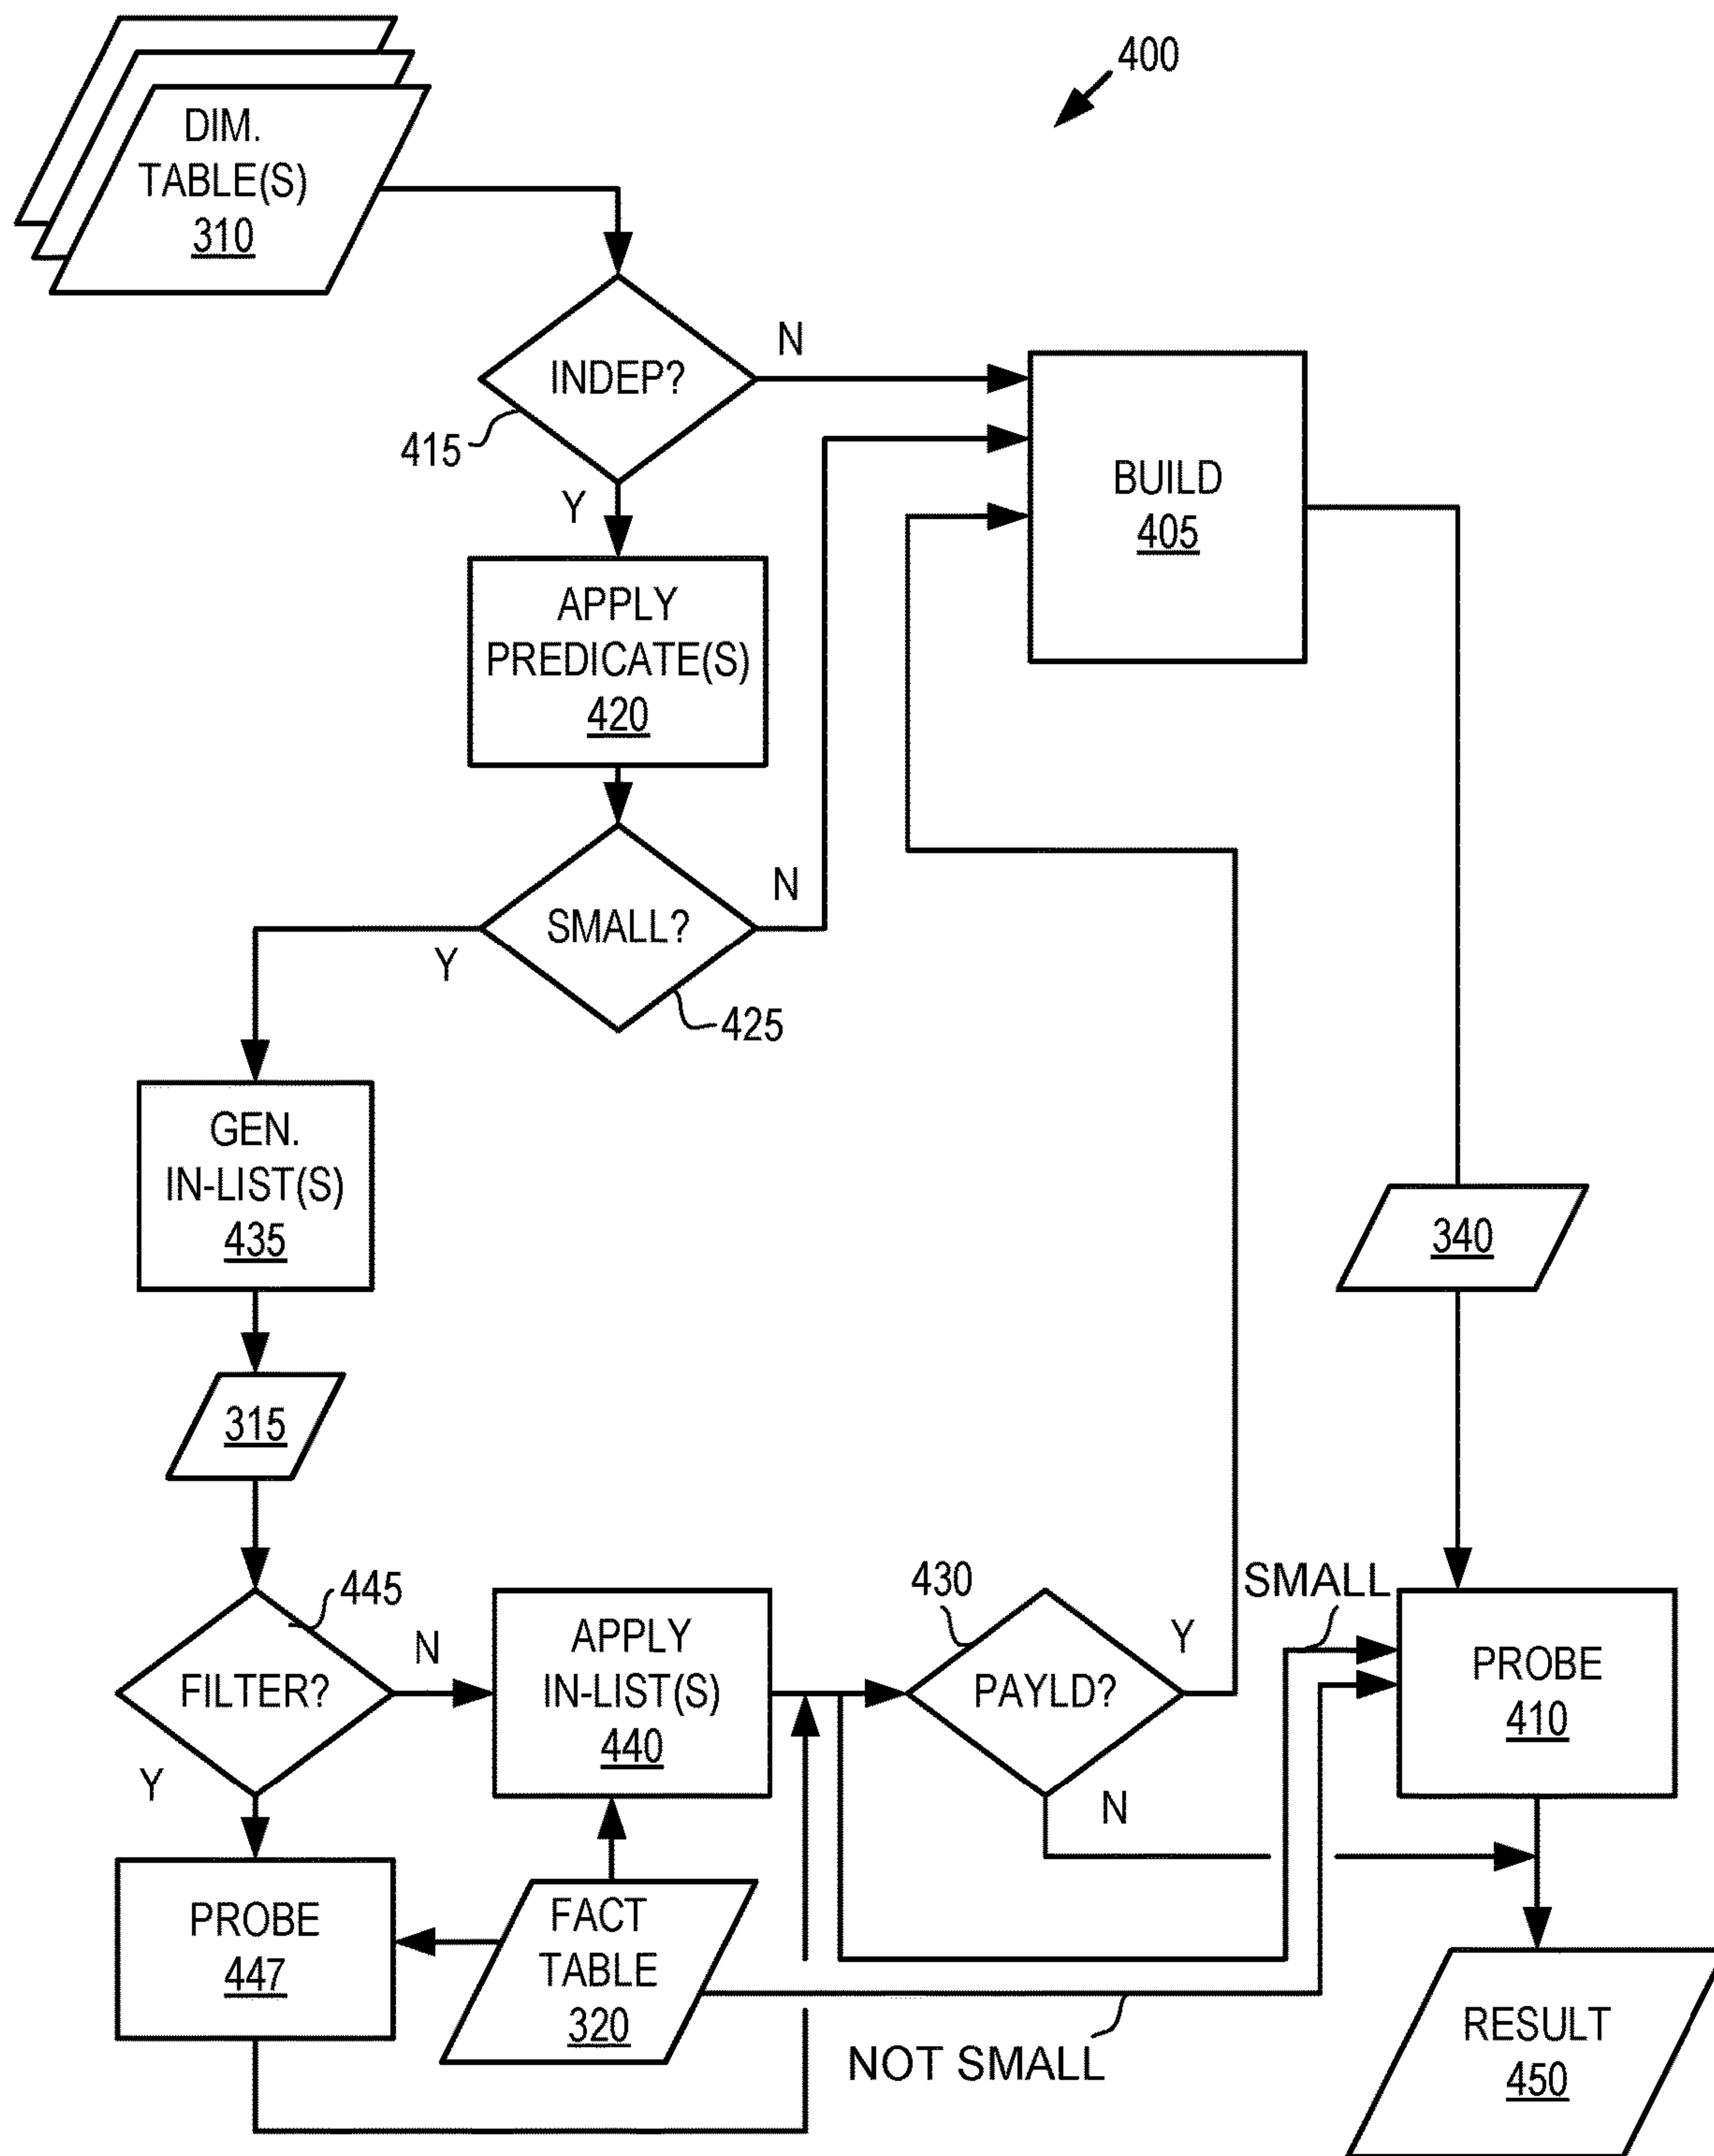 400
DIM.
TABLE(S)
310
N
INDEP?
415
Y
BUILD
405
APPLY
PREDICATE(S)
420
N
SMALL?
Y
425
GEN.
IN-LIST(S)
435
340
315
445
430
SMALL
N
APPLY
IN-LIST(S)
440
Y
FILTER?
PAYLD?
PROBE
410
Y
N
PROBE
447
FACT
TABLE
320
NOT SMALL
RESULT
450